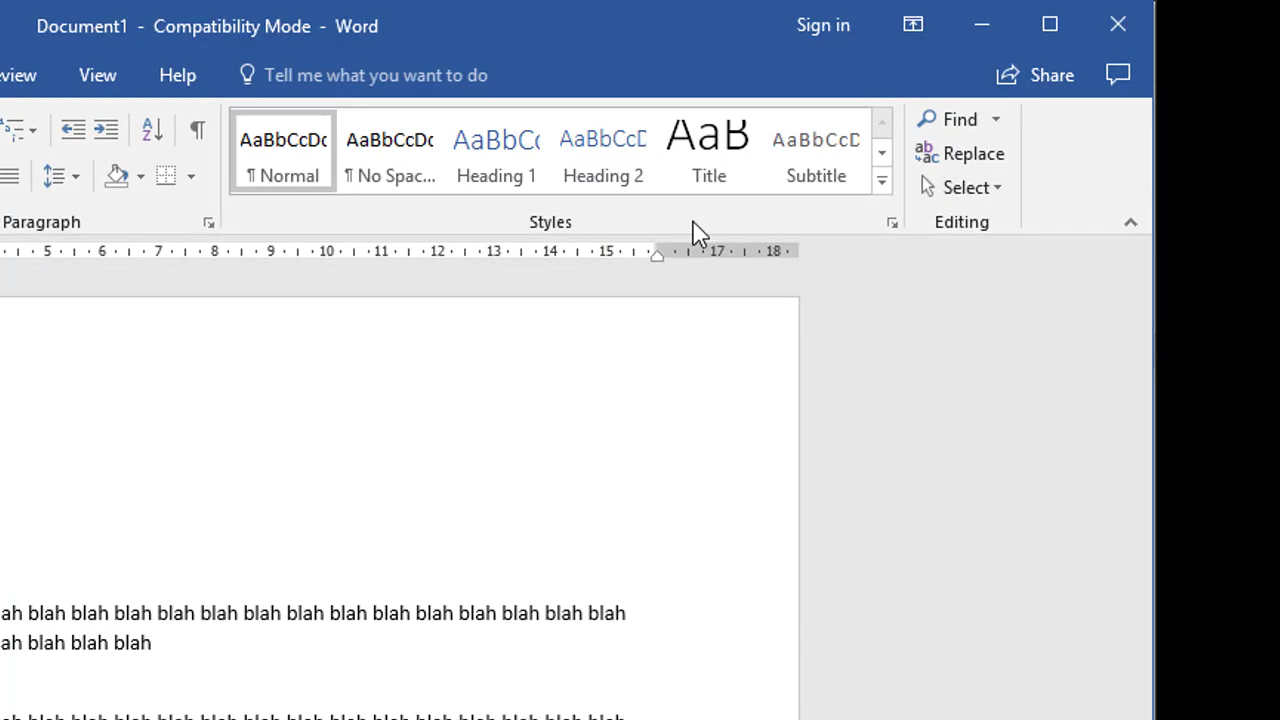 Document1 - Compatibility Mode - Word Sign in
view View Help Tell me what you want to do Share
AaBbCcDc AaBbCcDc AaBbCc AaBbCcD AaB AaBbCcD Find
¶ Normal ¶ No Spac... Heading 1 Heading 2 Title Subtitle Replace
Select
Paragraph Styles Editing
5 6 7 8 9 10 11 12 13 14 15 17 18
ah blah blah blah blah blah blah blah blah blah blah blah blah blah blah
ah blah blah blah